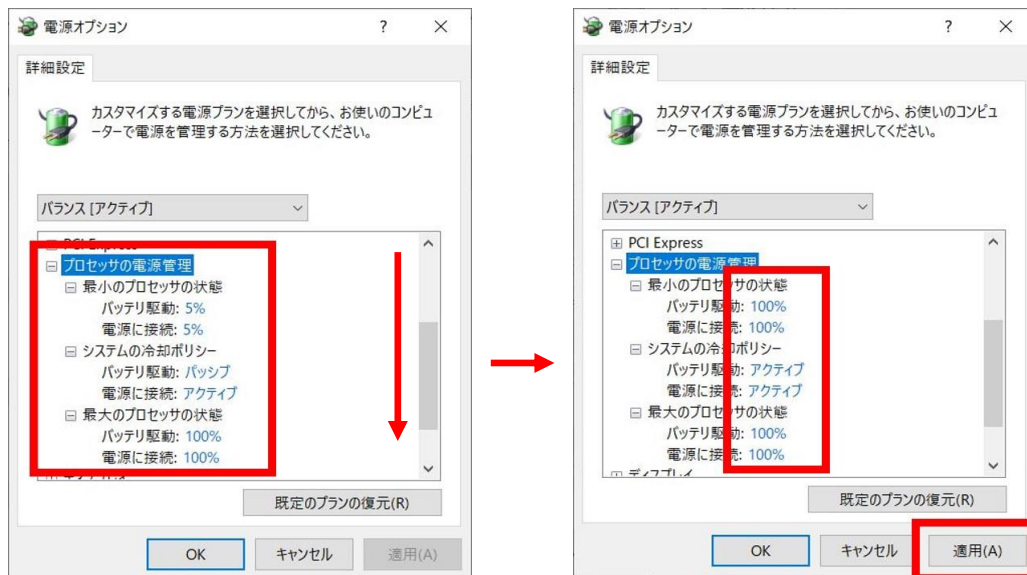 電源オプション
詳細設定
カスタマイズする電源プランを選択してから、お使いのコンピュ
ーターで電源を管理する方法を選択してください。
バランス [アクティブ]
プロセッサの電源管理
最小のプロセッサの状態
バッテリ駆動: 5%
電源に接続: 5%
システムの冷却ポリシー
バッテリ駆動: パッシブ
電源に接続: アクティブ
最大のプロセッサの状態
バッテリ駆動: 100%
電源に接続: 100%
既定のプランの復元(R)
OK
キャンセル
適用(A)
電源オプション
詳細設定
カスタマイズする電源プランを選択してから、お使いのコンピュ
ーターで電源を管理する方法を選択してください。
バランス [アクティブ]
PCI Express
プロセッサの電源管理
最小のプロセッサの状態
バッテリ駆動: 100%
電源に接続: 100%
システムの冷却ポリシー
バッテリ駆動: アクティブ
電源に接続: アクティブ
最大のプロセッサの状態
バッテリ駆動: 100%
電源に接続: 100%
ディスプレイ
既定のプランの復元(R)
OK
キャンセル
適用(A)